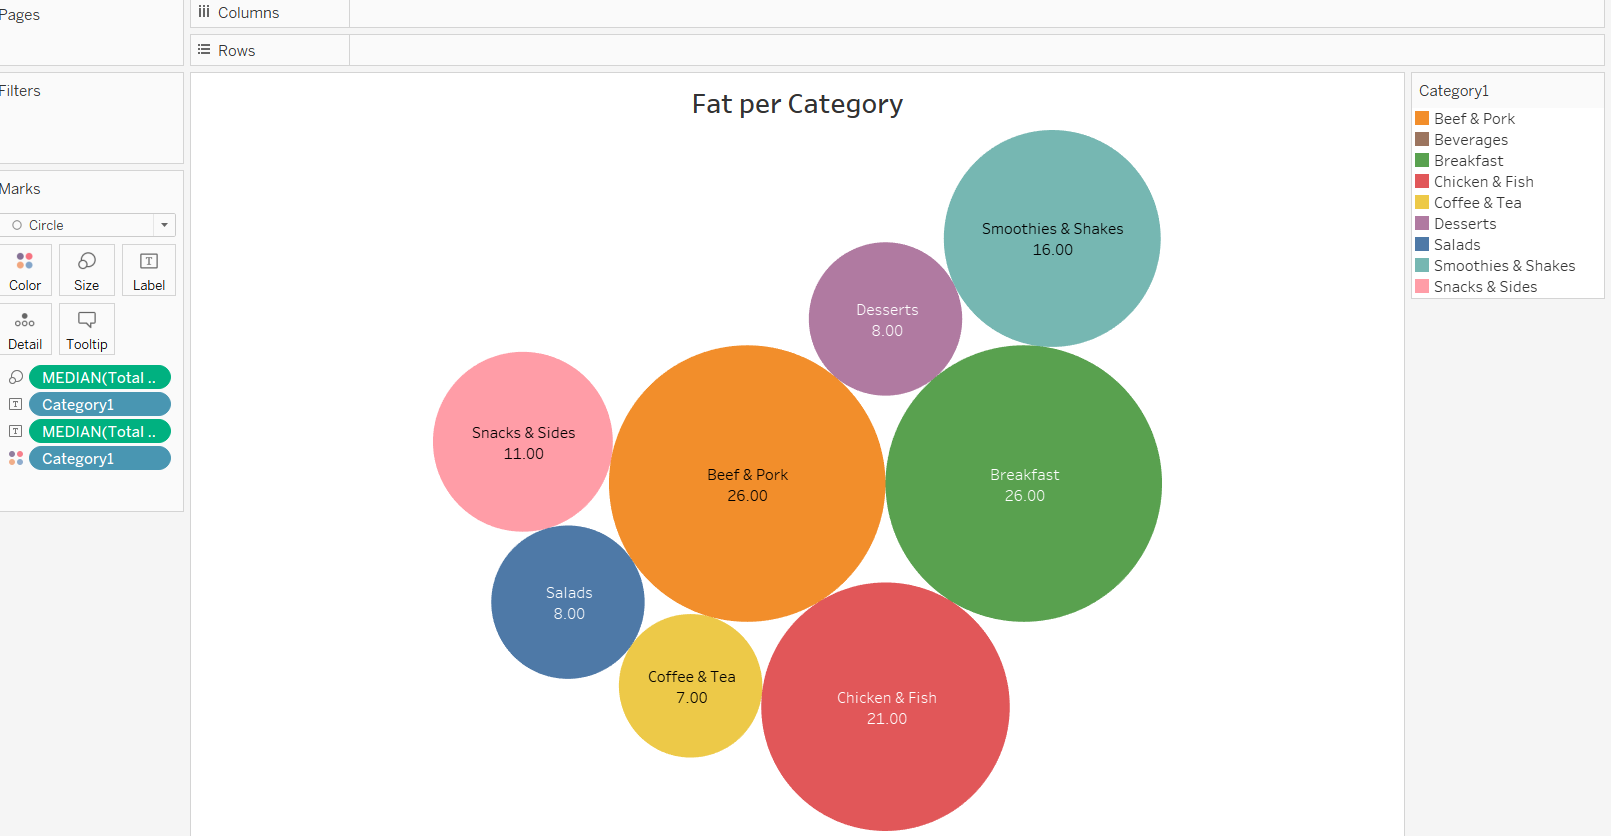 Pages
Columns
Rows
Filters
Marks
Circle
Color
Size
T
Label
Detail
Tooltip
MEDIAN(Total ..
T
Category1
T
MEDIAN(Total ..
Category1
Fat per Category
Smoothies & Shakes
16.00
Desserts
8.00
Snacks & Sides
11.00
Beef & Pork
26.00
Breakfast
26.00
Salads
8.00
Coffee & Tea
7.00
Chicken & Fish
21.00
Category1
Beef & Pork
Beverages
Breakfast
Chicken & Fish
Coffee & Tea
Desserts
Salads
Smoothies & Shakes
Snacks & Sides